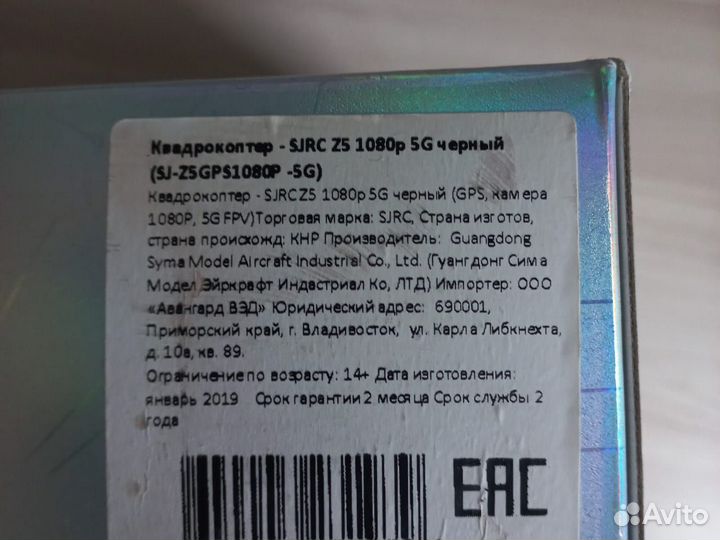 Квадрокоптер - SJRC Z5 1080p 5G черный
(SJ-Z5GPS1080P -5G)
Квадрокоптер - SJRC Z5 1080p 5G черный (GPS, камера
1080P, 5G FPV)Торговая марка: SJRC, Страна изготов,
страна происхожд: КНР Производитель: Guangdong
Syma Model Aircraft Industrial Co., Ltd. (Гуангдонг Сима
Модел Эйркрафт Индастриал Ко, ЛТД) Импортер: ООО
«Авангард ВЭД» Юридический адрес: 690001,
Приморский край, г. Владивосток, ул. Карла Либкнехта,
д. 10а, кв. 89.
Ограничение по возрасту: 14+ Дата изготовления:
январь 2019 Срок гарантии 2 месяца Срок службы 2
года
EAC
Avito